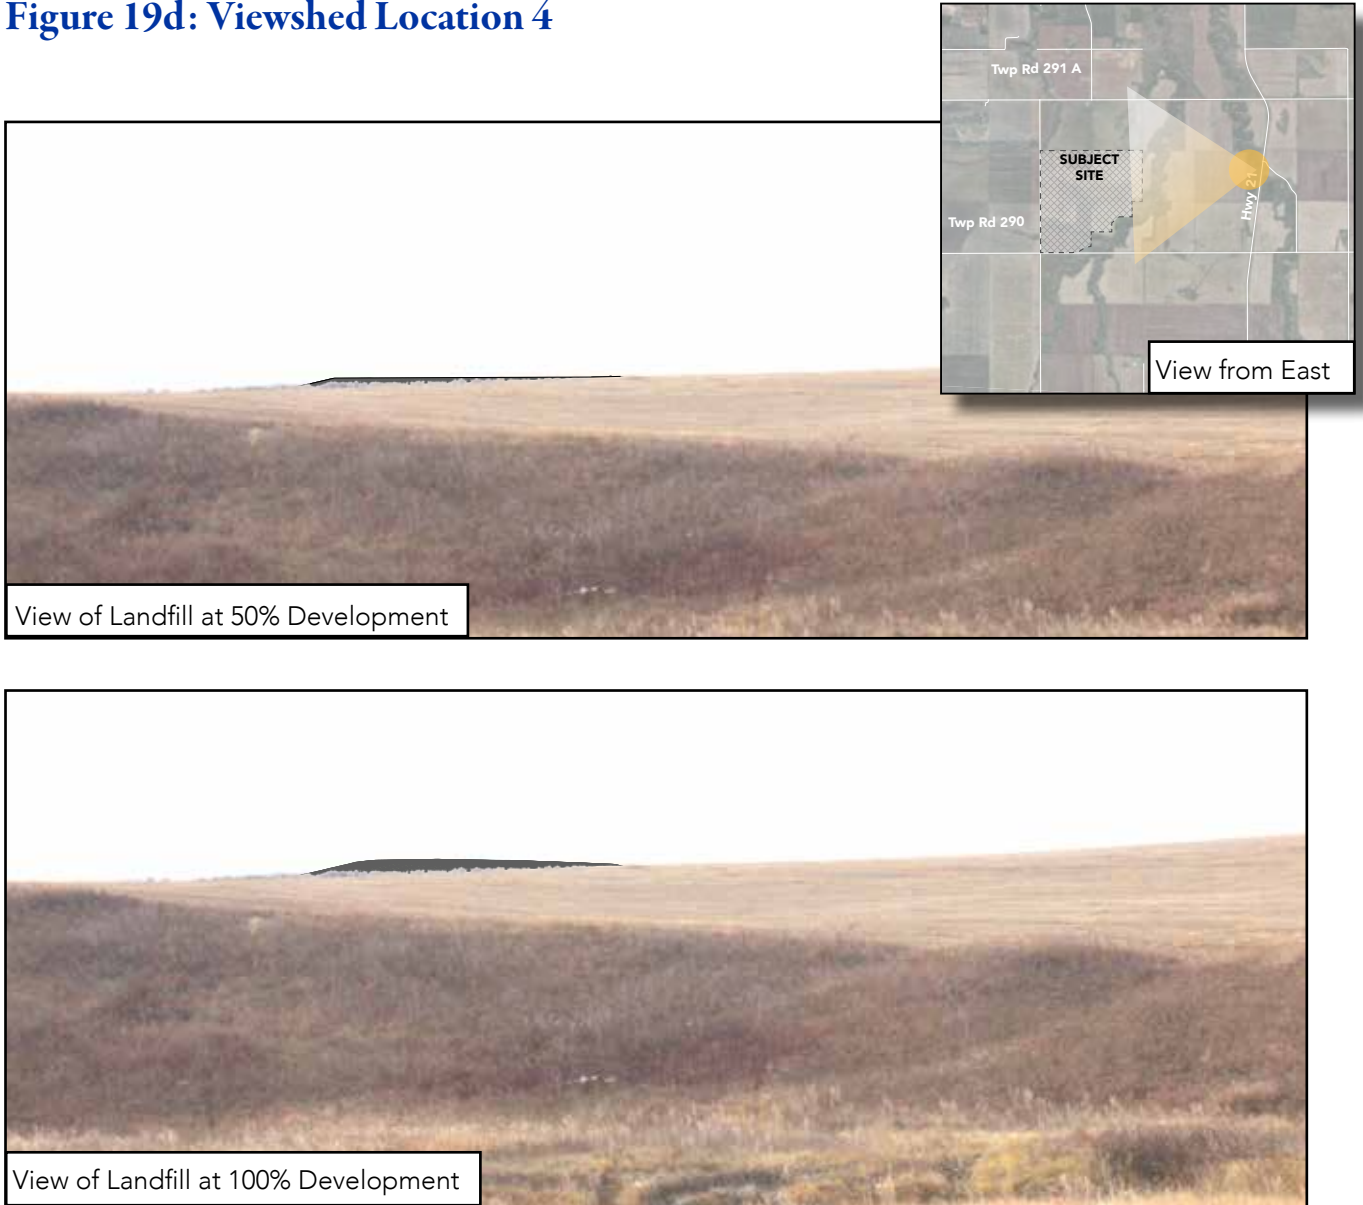 Figure 19d: Viewshed Location 4
Twp Rd 291 A
SUBJECT
SITE
Twp Rd 290
Hwy 21
View from East
View of Landfill at 50% Development
View of Landfill at 100% Development